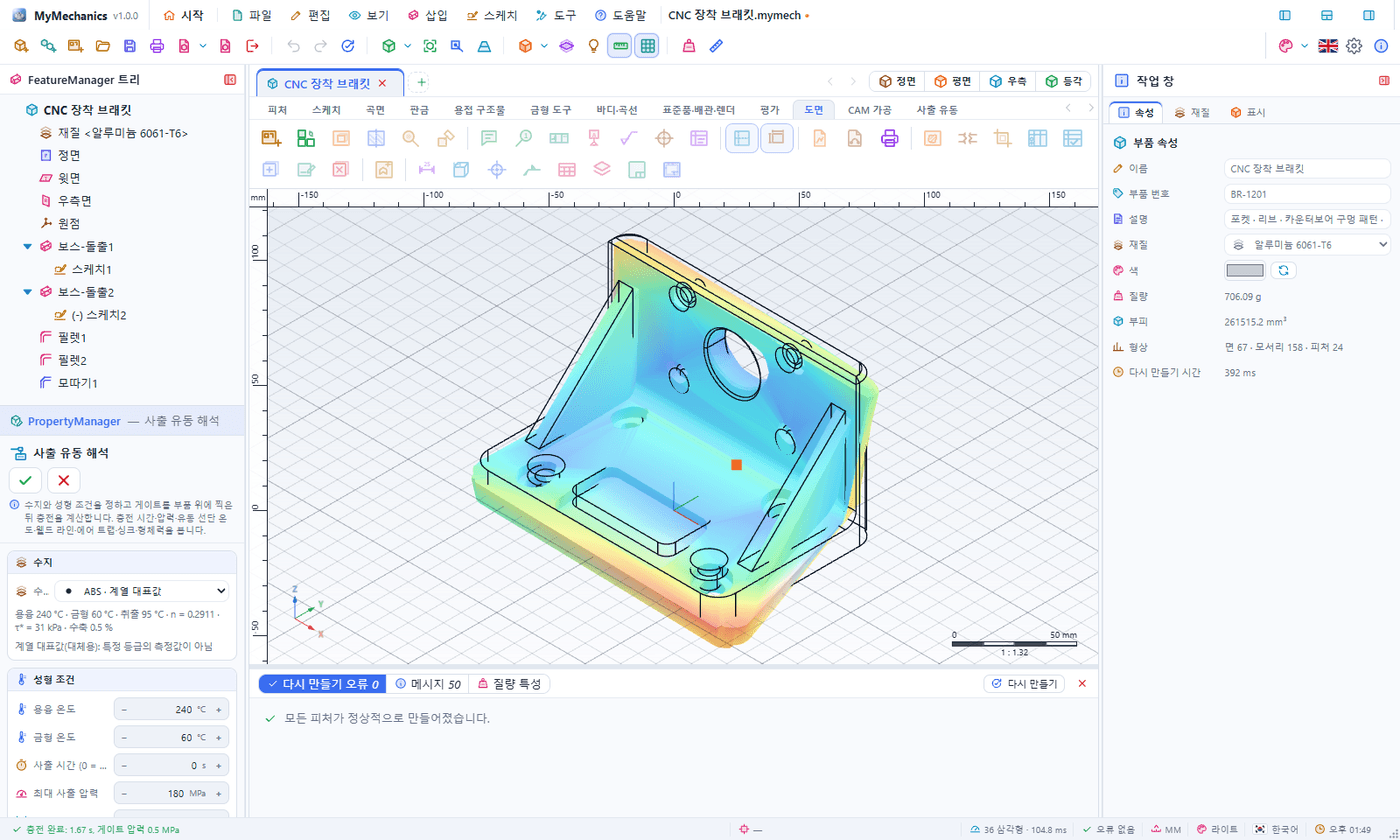 MyMechanics v1.0.0 시작 파일 편집 보기 삽입 스케치 도구 도움말 CNC 장착 브래킷.mymech
FeatureManager 트리
CNC 장착 브래킷
재질 <알루미늄 6061-T6>
정면
윗면
우측면
원점
보스-돌출1
스케치1
보스-돌출2
(-) 스케치2
필렛1
필렛2
모따기1
PropertyManager — 사출 유동 해석
사출 유동 해석
수지와 성형 조건을 정하고 게이트를 부품 위에 찍은
뒤 충전을 계산합니다. 충전 시간·압력·유동 선단 온
도·웰드 라인·에어 트랩·싱크·형체력을 봅니다.
수지
수.. ABS · 계열 대표값
용융 240 °C · 금형 60 °C · 취출 95 °C · n = 0.2911 ·
τ* = 31 kPa · 수축 0.5 %
계열 대표값(대체용): 특정 등급의 측정값이 아님
성형 조건
용융 온도 − 240 °C +
금형 온도 − 60 °C +
사출 시간 (0 = ... − 0 s +
최대 사출 압력 − 180 MPa +
CNC 장착 브래킷
정면 평면 우측 등각
피처 스케치 곡면 판금 용접 구조물 금형 도구 바디·곡선 표준품·배관·렌더 평가 도면 CAM 가공 사출 유동
mm -150 -100 -50 0 50 100 150
100
50
0
-50
Z
Y
X
0 50 mm
1 : 1.32
다시 만들기 오류 0 메시지 50 질량 특성 다시 만들기
모든 피처가 정상적으로 만들어졌습니다.
작업 창
속성 재질 표시
부품 속성
이름 CNC 장착 브래킷
부품 번호 BR-1201
설명 포켓 · 리브 · 카운터보어 구멍 패턴 ·
재질 알루미늄 6061-T6
색
질량 706.09 g
부피 261515.2 mm³
형상 면 67 · 모서리 158 · 피처 24
다시 만들기 시간 392 ms
충전 완료: 1.67 s, 게이트 압력 0.5 MPa — 36 삼각형 · 104.8 ms 오류 없음 MM 라이트 한국어 오후 01:49